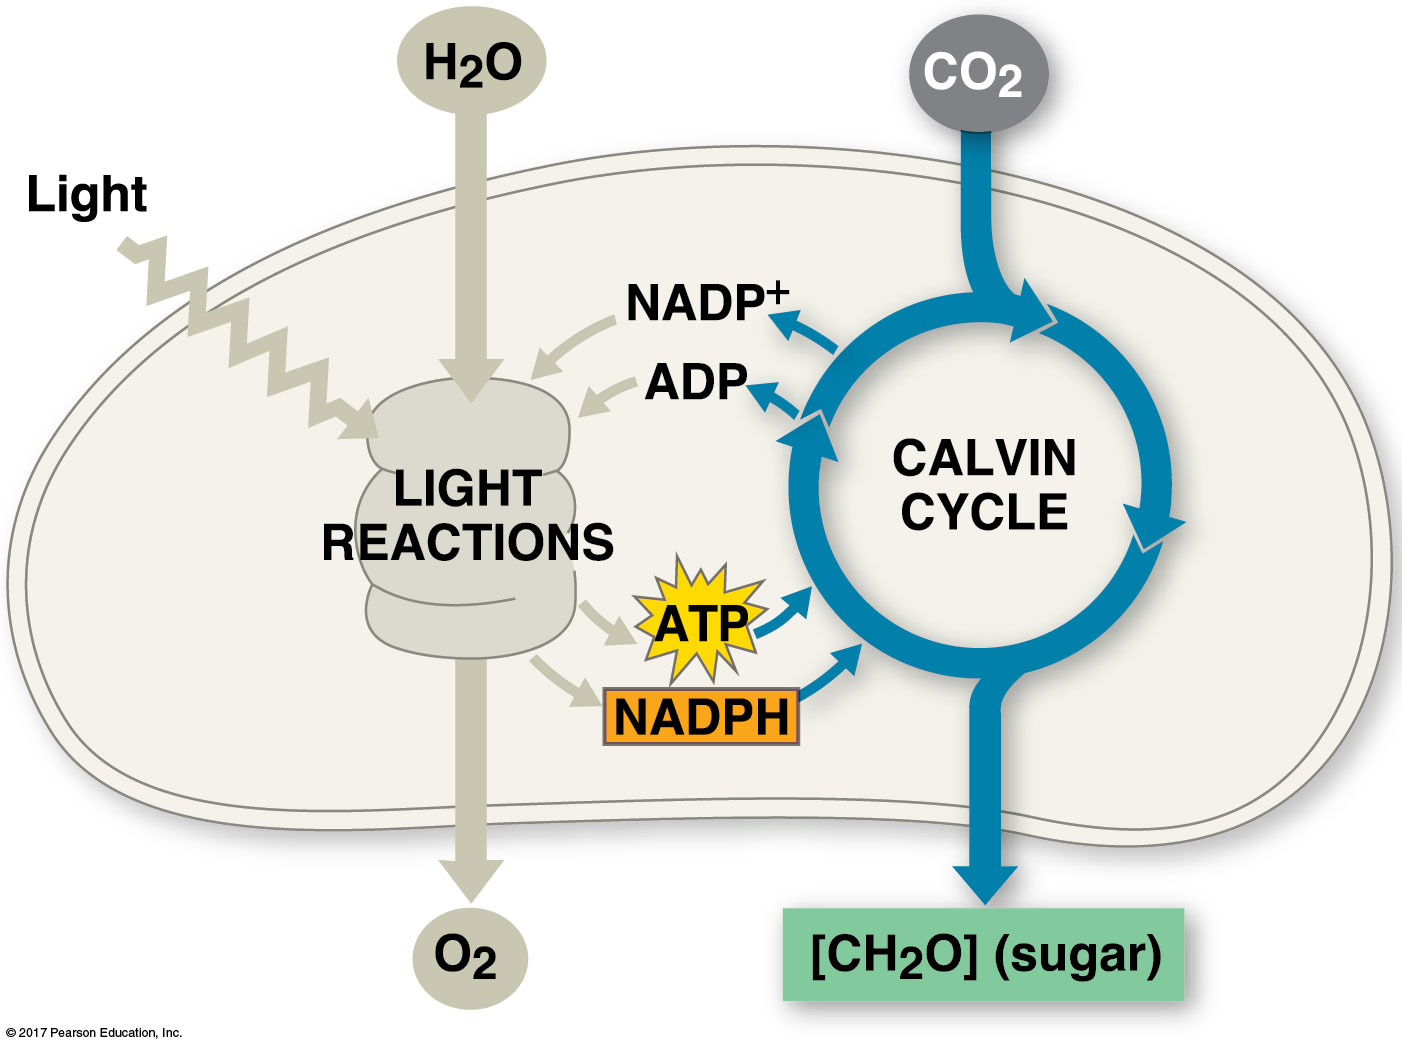 H2O
CO2
Light
NADP+
ADP
CALVIN
CYCLE
LIGHT
REACTIONS
ATP
NADPH
O2
[CH2O] (sugar)
© 2017 Pearson Education, Inc.